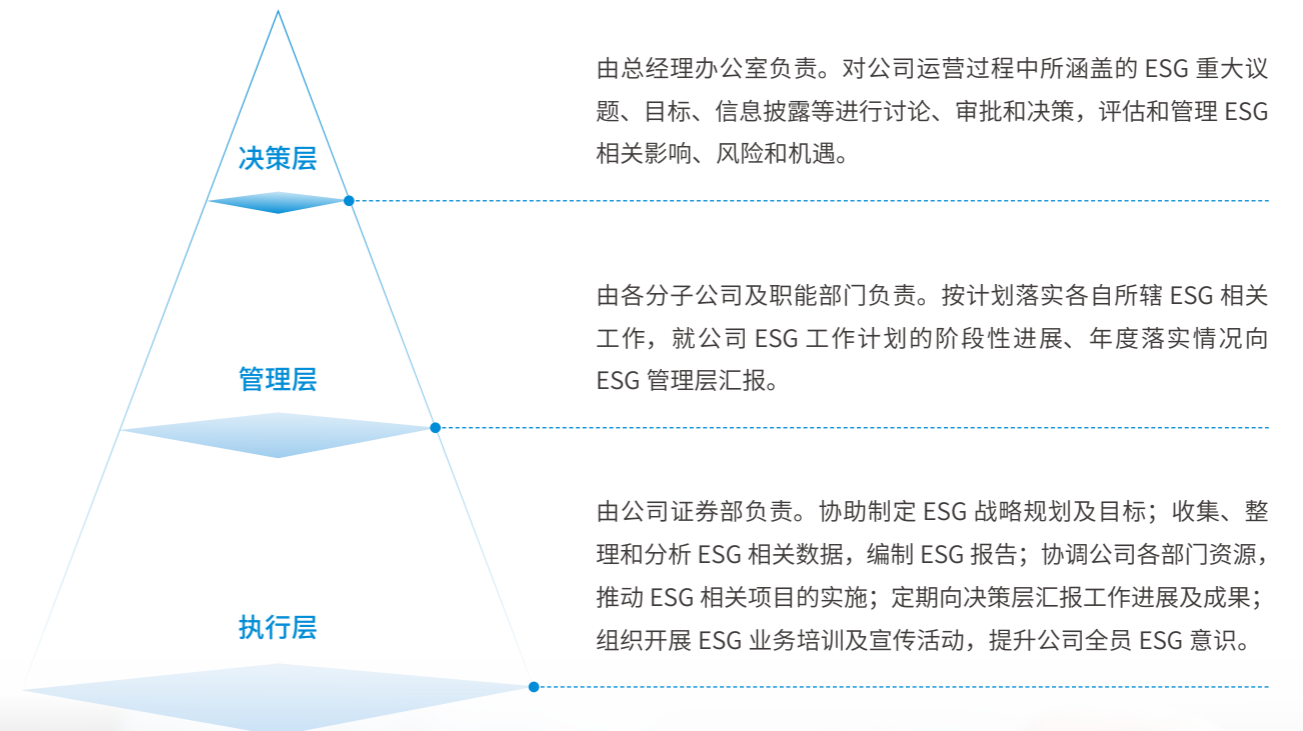 由总经理办公室负责。对公司运营过程中所涵盖的 ESG 重大议
题、目标、信息披露等进行讨论、审批和决策，评估和管理 ESG
相关影响、风险和机遇。
决策层
由各分子公司及职能部门负责。按计划落实各自所辖 ESG 相关
工作，就公司 ESG 工作计划的阶段性进展、年度落实情况向
ESG 管理层汇报。
管理层
由公司证券部负责。协助制定 ESG 战略规划及目标；收集、整
理和分析 ESG 相关数据，编制 ESG 报告；协调公司各部门资源，
推动 ESG 相关项目的实施；定期向决策层汇报工作进展及成果；
组织开展 ESG 业务培训及宣传活动，提升公司全员 ESG 意识。
执行层